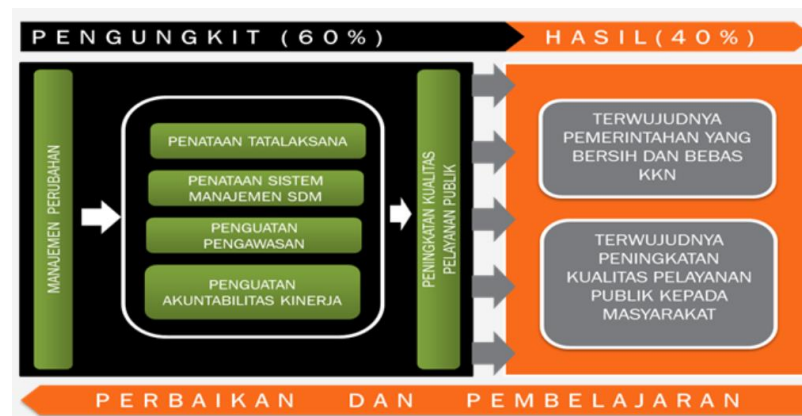 PENGUNGKIT (60%)
HASIL(40%)
MANAJEMEN PERUBAHAN
PENATAAN TATALAKSANA
PENATAAN SISTEM
MANAJEMEN SDM
PENGUATAN
PENGAWASAN
PENGUATAN
AKUNTABILITAS KINERJA
PENINGKATAN KUALITAS
PELAYANAN PUBLIK
TERWUJUDNYA
PEMERINTAHAN YANG
BERSIH DAN BEBAS
KKN
TERWUJUDNYA
PENINGKATAN
KUALITAS PELAYANAN
PUBLIK KEPADA
MASYARAKAT
PERBAIKAN DAN PEMBELAJARAN